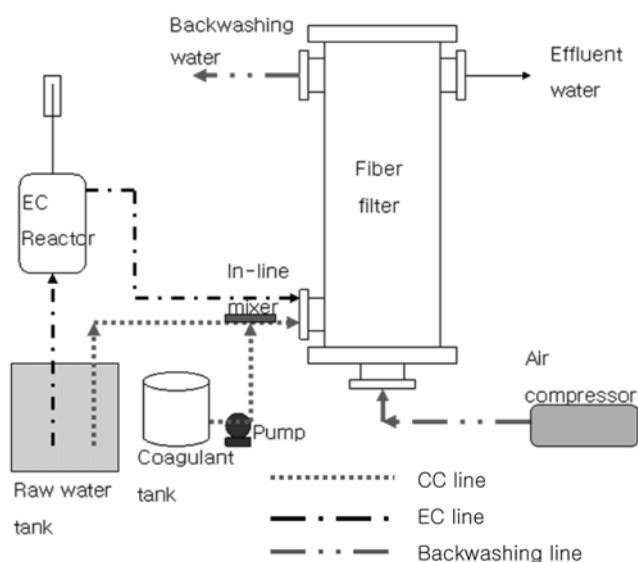 Backwashing
water
Effluent
water
Fiber
filter
EC
Reactor
In-line
mixer
Air
compressor
Pump
Coagulant
tank
Raw water
tank
CC line
EC line
Backwashing line